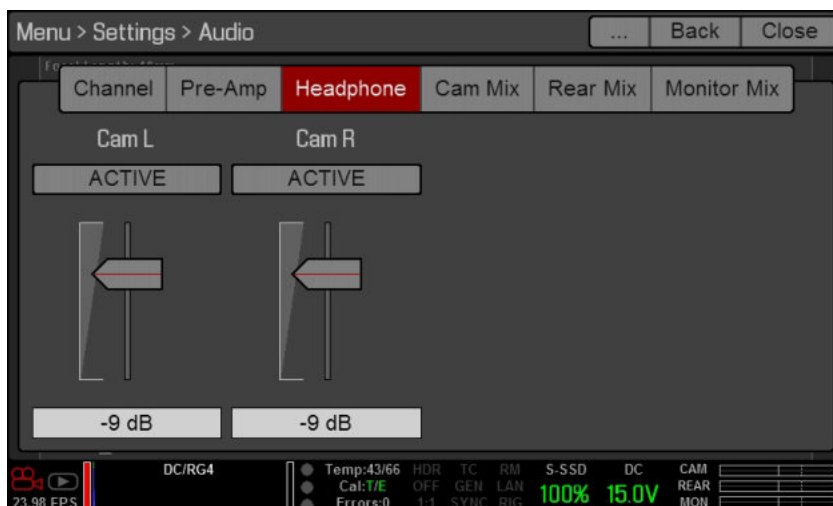 Menu > Settings > Audio ... Back Close
Channel Pre-Amp Headphone Cam Mix Rear Mix Monitor Mix
Cam L Cam R
ACTIVE ACTIVE
-9 dB -9 dB
DC/RG4 Temp:43/66 HDR TC RM S-SSD DC CAM
Cal:T/E OFF GEN LAN 100% 15.0V REAR
23.98 FPS Errors:0 1:1 SYNC RIG MON